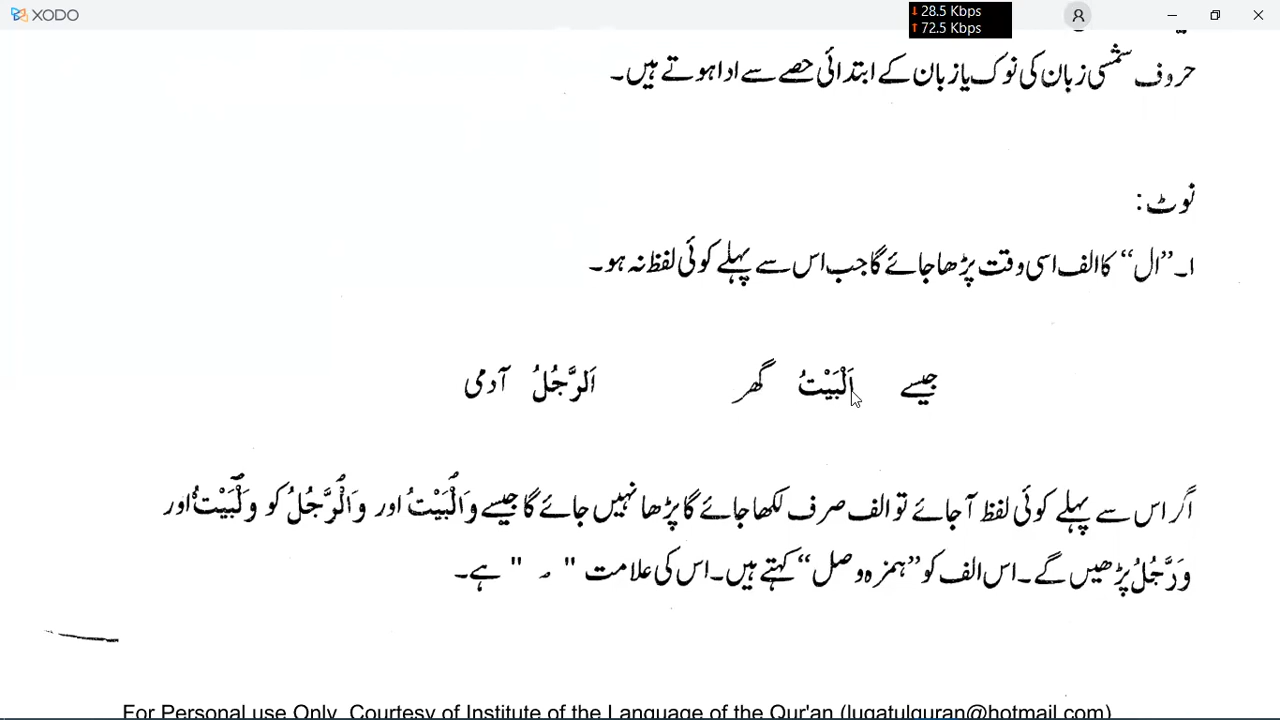 XODO
28.5 Kbps
72.5 Kbps
حروف شمسی زبان کی نوک یا زبان کے ابتدائی حصے سے ادا ہوتے ہیں۔
نوٹ:
۱۔ ”ال“ کا الف اسی وقت پڑھا جائے گا جب اس سے پہلے کوئی لفظ نہ ہو۔
جیسے اَلْبَيْتُ گھر اَلرَّجُلُ آدمی
اگر اس سے پہلے کوئی لفظ آجائے تو الف صرف لکھا جائے گا پڑھا نہیں جائے گا جیسے وَالْبَيْتُ اور وَالْرَّجُلُ کو وَلْبَيْتُ اور
وَرَّجُلُ پڑھیں گے۔ اس الف کو ”ہمزہ وصل“ کہتے ہیں۔ اس کی علامت " صـ " ہے۔
For Personal use Only. Courtesy of Institute of the Language of the Qur'an (lugatulquran@hotmail.com)